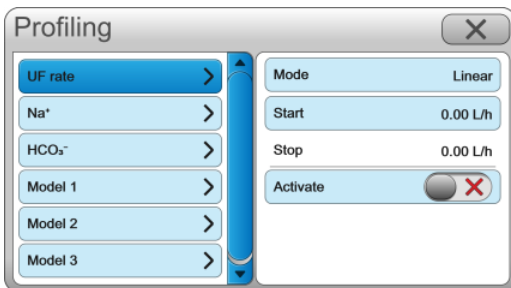 Profiling
UF rate
Na⁺
HCO₃⁻
Model 1
Model 2
Model 3
Mode Linear
Start 0.00 L/h
Stop 0.00 L/h
Activate